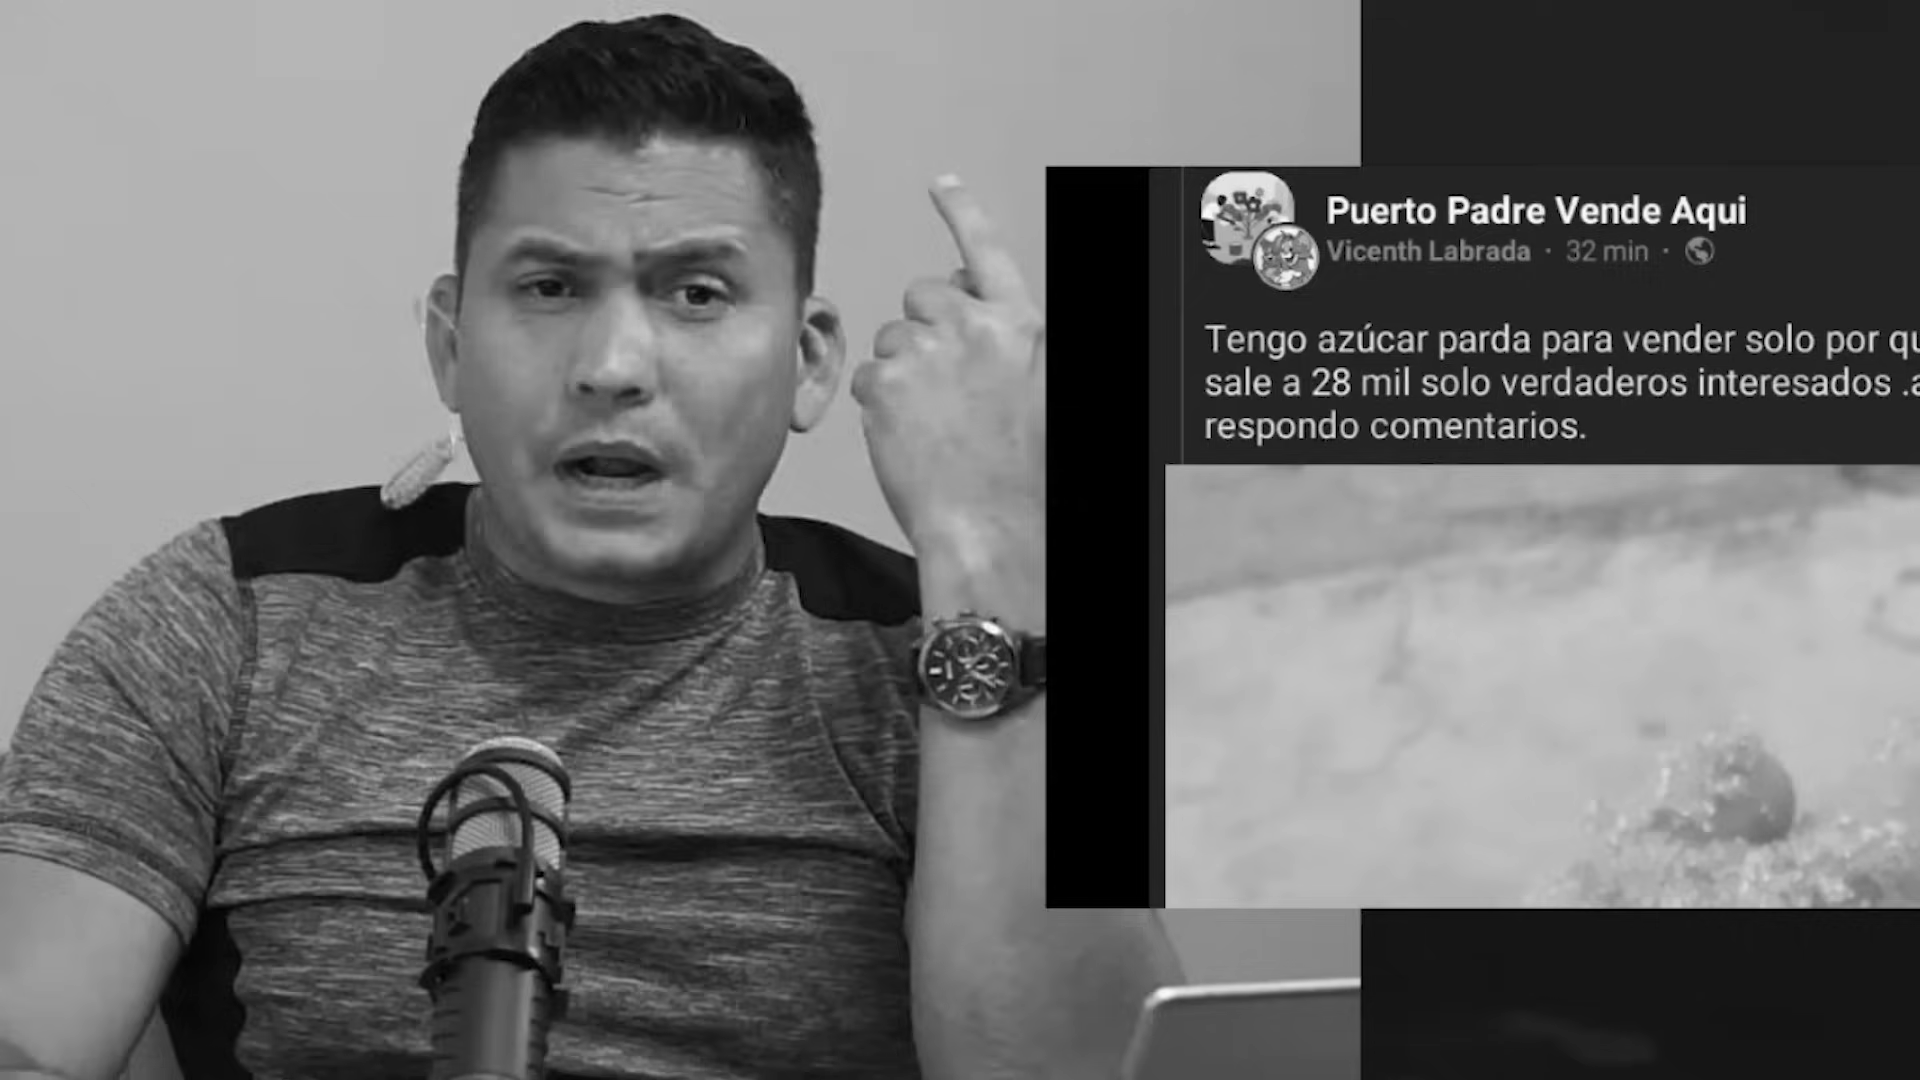 Puerto Padre Vende Aqui
Vicenth Labrada · 32 min ·
Tengo azúcar parda para vender solo por
sale a 28 mil solo verdaderos interesados
respondo comentarios.